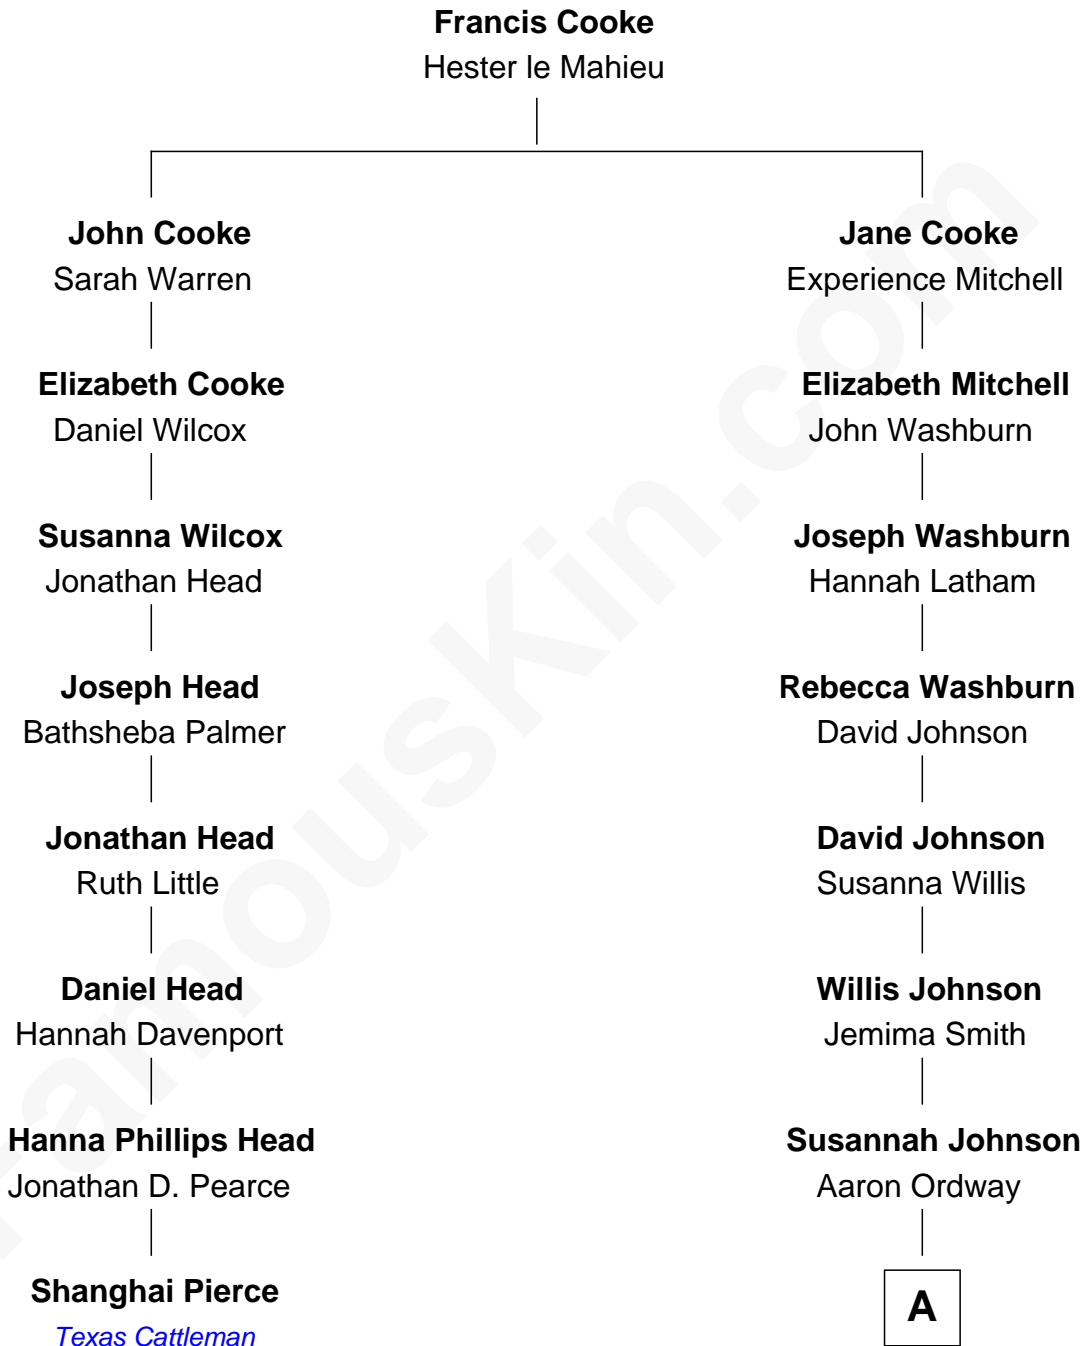 Francis Cooke
Hester le Mahieu
John Cooke
Sarah Warren
Jane Cooke
Experience Mitchell
Elizabeth Cooke
Daniel Wilcox
Elizabeth Mitchell
John Washburn
Susanna Wilcox
Jonathan Head
Joseph Washburn
Hannah Latham
Joseph Head
Bathsheba Palmer
Rebecca Washburn
David Johnson
Jonathan Head
Ruth Little
David Johnson
Susanna Willis
Daniel Head
Hannah Davenport
Willis Johnson
Jemima Smith
Hanna Phillips Head
Jonathan D. Pearce
Susannah Johnson
Aaron Ordway
Shanghai Pierce
Texas Cattleman
A
FamousKin.com